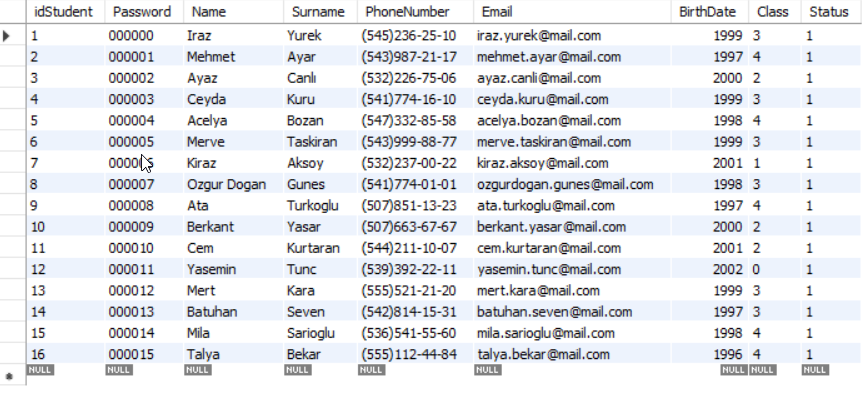 idStudent Password Name Surname PhoneNumber Email BirthDate Class Status
1 000000 Iraz Yurek (545)236-25-10 iraz.yurek@mail.com 1999 3 1
2 000001 Mehmet Ayar (543)987-21-17 mehmet.ayar@mail.com 1997 4 1
3 000002 Ayaz Canlı (532)226-75-06 ayaz.canli@mail.com 2000 2 1
4 000003 Ceyda Kuru (541)774-16-10 ceyda.kuru@mail.com 1999 3 1
5 000004 Acelya Bozan (547)332-85-58 acelya.bozan@mail.com 1998 4 1
6 000005 Merve Taskiran (543)999-88-77 merve.taskiran@mail.com 1999 3 1
7 Kiraz Aksoy (532)237-00-22 kiraz.aksoy@mail.com 2001 1 1
8 000007 Ozgur Dogan Gunes (541)774-01-01 ozgurdogan.gunes@mail.com 1998 3 1
9 000008 Ata Turkoglu (507)851-13-23 ata.turkoglu@mail.com 1997 4 1
10 000009 Berkant Yasar (507)663-67-67 berkant.yasar@mail.com 2000 2 1
11 000010 Cem Kurtaran (544)211-10-07 cem.kurtaran@mail.com 2001 2 1
12 000011 Yasemin Tunc (539)392-22-11 yasemin.tunc@mail.com 2002 0 1
13 000012 Mert Kara (555)521-21-20 mert.kara@mail.com 1999 3 1
14 000013 Batuhan Seven (542)814-15-31 batuhan.seven@mail.com 1997 3 1
15 000014 Mila Sarioglu (536)541-55-60 mila.sarioglu@mail.com 1998 4 1
16 000015 Talya Bekar (555)112-44-84 talya.bekar@mail.com 1996 4 1
NULL NULL NULL NULL NULL NULL NULL NULL NULL